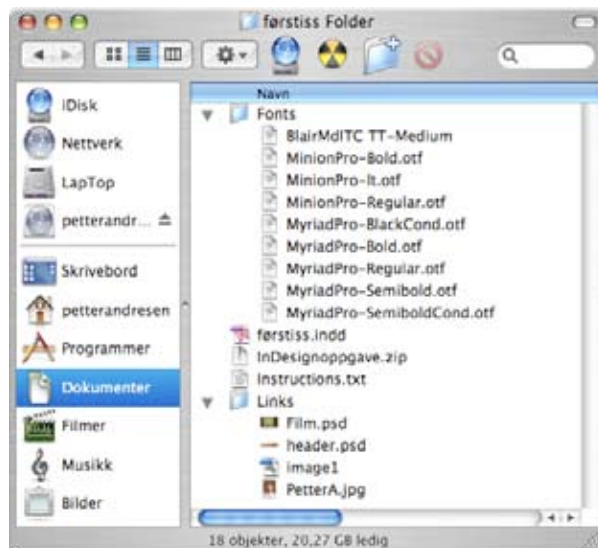 førstiss Folder
iDisk
Nettverk
LapTop
petterandr...
Skrivebord
petterandresen
Programmer
Dokumenter
Filmer
Musikk
Bilder
Navn
Fonts
BlairMdITC TT-Medium
MinionPro-Bold.otf
MinionPro-It.otf
MinionPro-Regular.otf
MyriadPro-BlackCond.otf
MyriadPro-Bold.otf
MyriadPro-Regular.otf
MyriadPro-Semibold.otf
MyriadPro-SemiboldCond.otf
førstiss.indd
InDesignoppgave.zip
Instructions.txt
Links
Film.psd
header.psd
image1
PetterA.jpg
18 objekter, 20,27 GB ledig